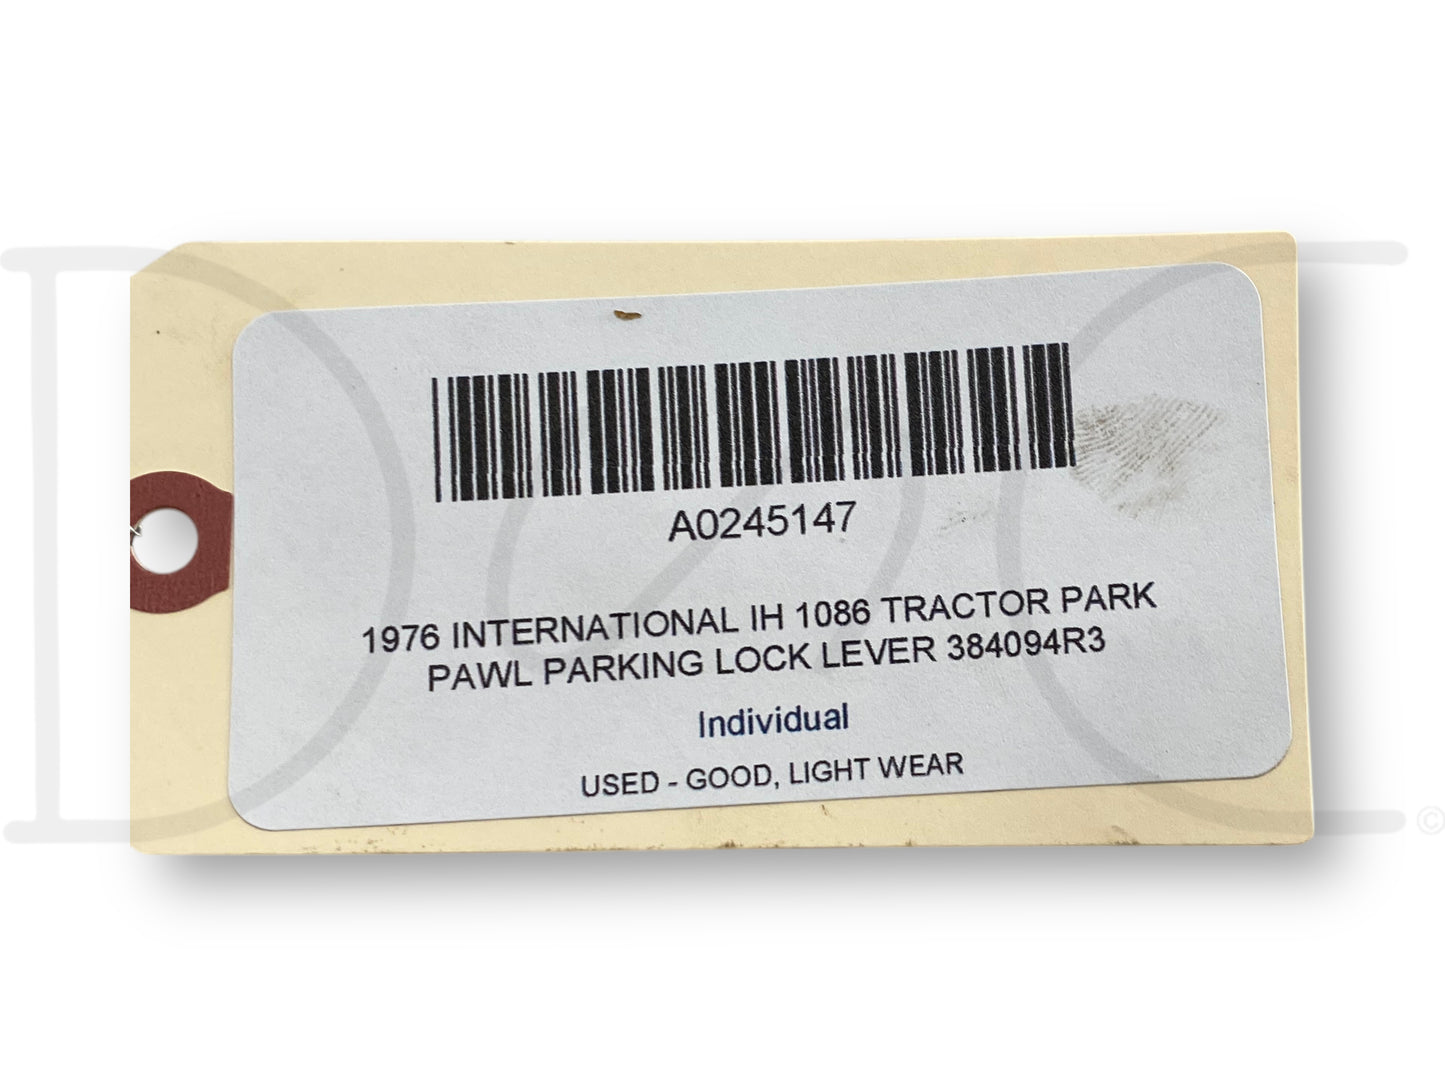 A0245147
1976 INTERNATIONAL IH 1086 TRACTOR PARK
PAWL PARKING LOCK LEVER 384094R3
Individual
USED - GOOD, LIGHT WEAR
©